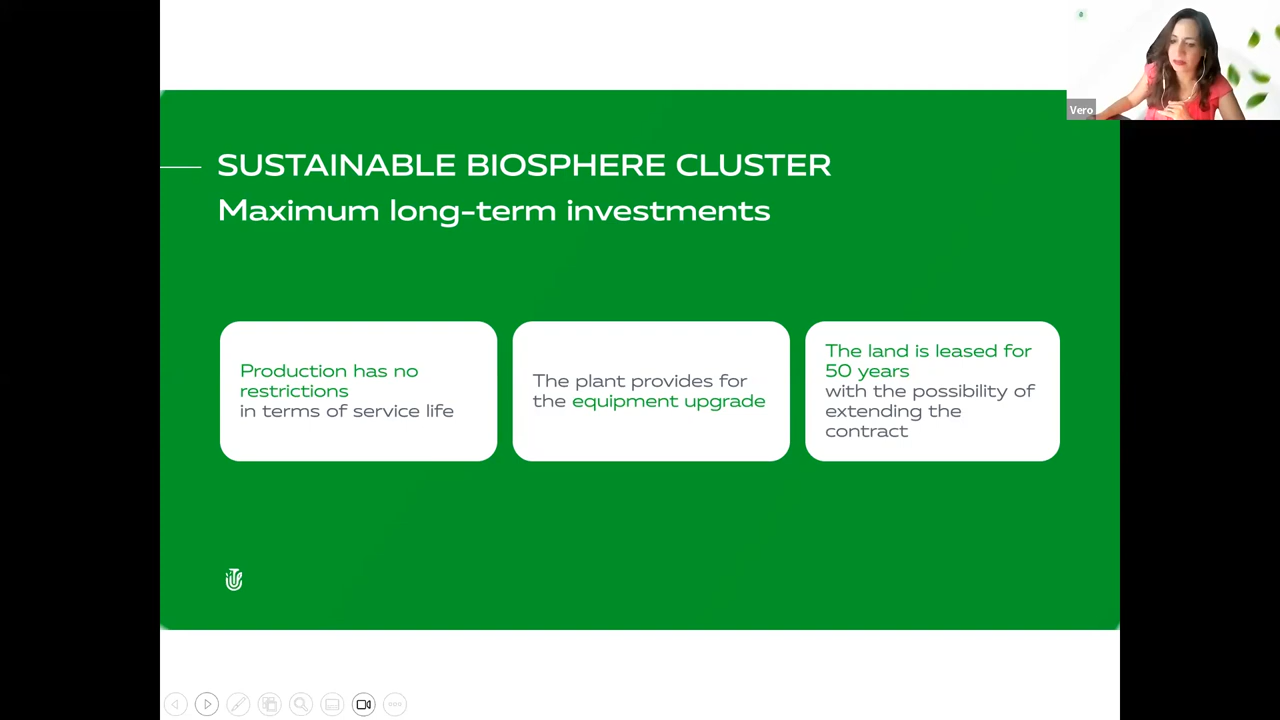 Vero
SUSTAINABLE BIOSPHERE CLUSTER
Maximum long-term investments
Production has no
restrictions
in terms of service life
The plant provides for
the equipment upgrade
The land is leased for
50 years
with the possibility of
extending the
contract